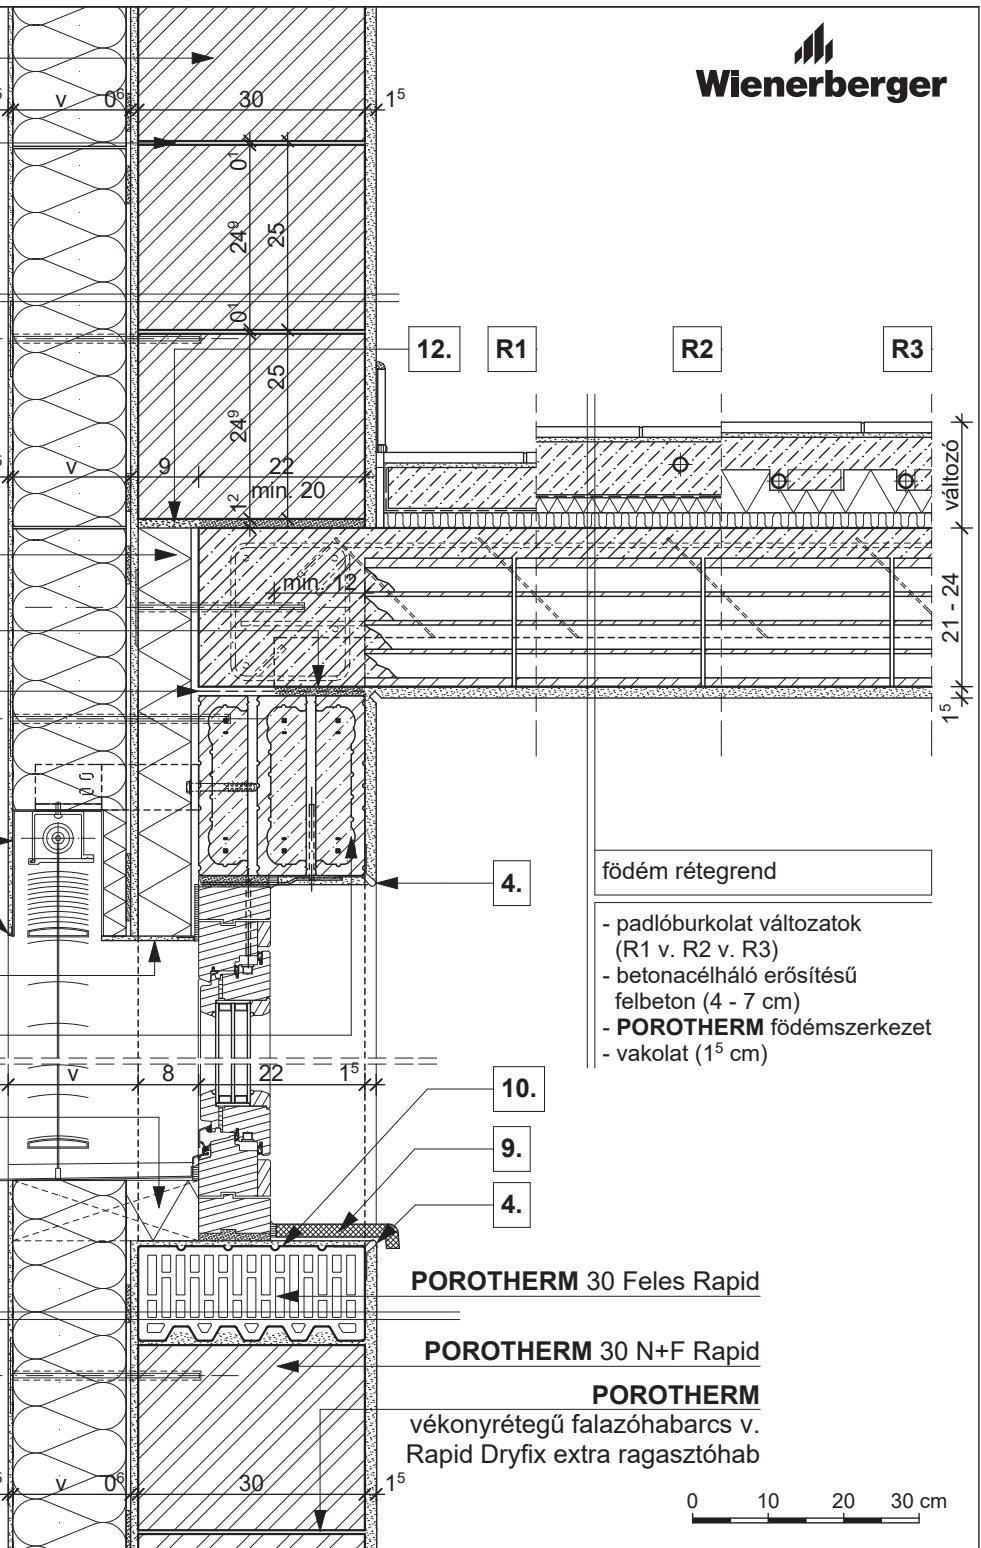 Wienerberger
v 0⁶ 30 1⁵
0¹
24⁹ 25
0¹
12. R1 R2 R3
25
24⁹
változó
v 9 22
min. 20
1²
min. 12
21 - 24
1⁵
4.
födém rétegrend
- padlóburkolat változatok
(R1 v. R2 v. R3)
- betonacélháló erősítésű
felbeton (4 - 7 cm)
- POROTHERM födémszerkezet
- vakolat (1⁵ cm)
v 8 22 1⁵
10.
9.
4.
POROTHERM 30 Feles Rapid
POROTHERM 30 N+F Rapid
POROTHERM
vékonyrétegű falazóhabarcs v.
Rapid Dryfix extra ragasztóhab
v 0⁶ 30 1⁵
0 10 20 30 cm